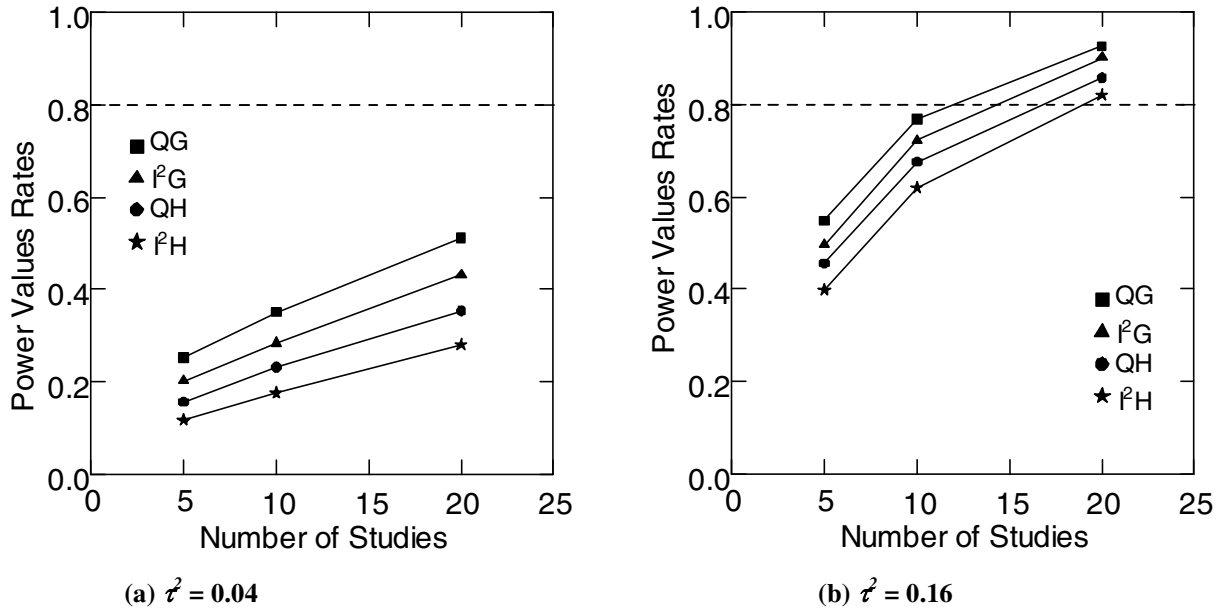 1.0
0.8
0.6
0.4
0.2
0.0
Power Values Rates
QG
I²G
QH
I²H
0 5 10 15 20 25
Number of Studies
(a) τ² = 0.04
1.0
0.8
0.6
0.4
0.2
0.0
Power Values Rates
QG
I²G
QH
I²H
0 5 10 15 20 25
Number of Studies
(b) τ² = 0.16